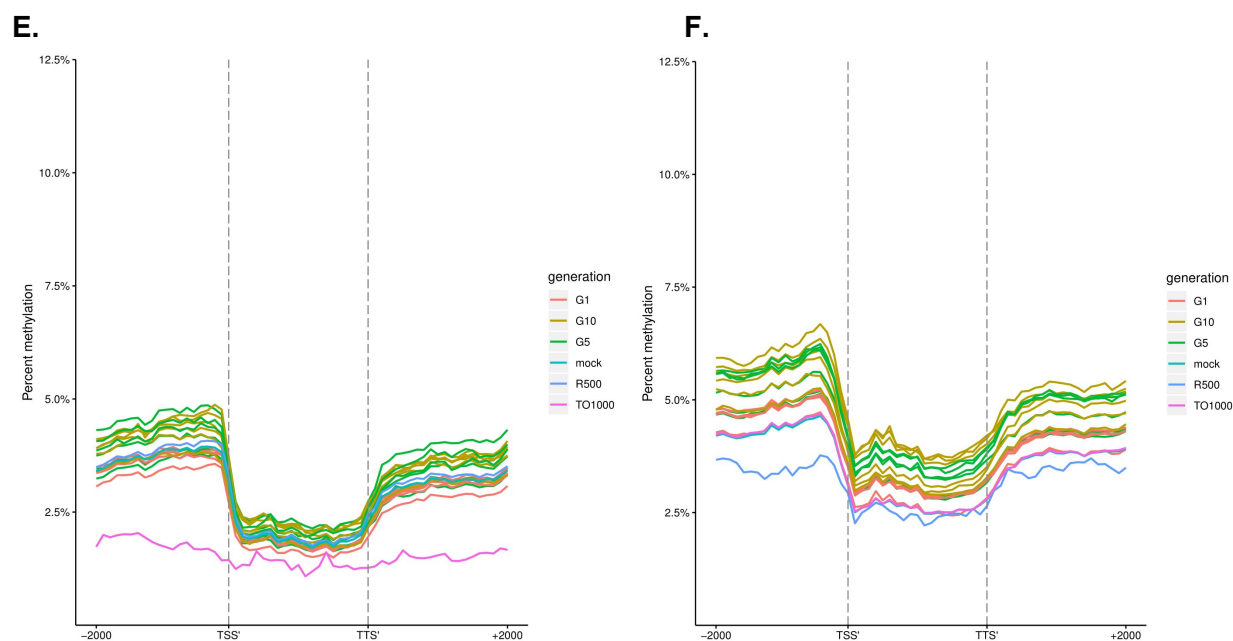 E.
12.5%
10.0%
7.5%
5.0%
2.5%
Percent methylation
−2000
TSS'
TTS'
+2000
generation
G1
G10
G5
mock
R500
TO1000
F.
12.5%
10.0%
7.5%
5.0%
2.5%
Percent methylation
−2000
TSS'
TTS'
+2000
generation
G1
G10
G5
mock
R500
TO1000